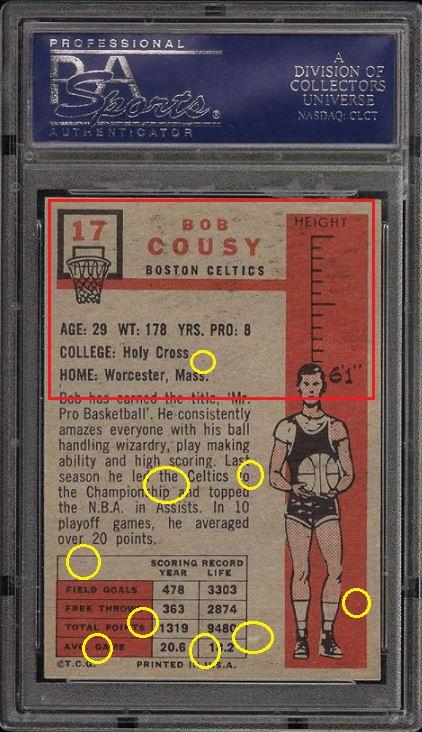 PROFESSIONAL
PSA
Sports
AUTHENTICATOR
A
DIVISION OF
COLLECTORS
UNIVERSE
NASDAQ: CLCT
17
BOB
COUSY
BOSTON CELTICS
HEIGHT
AGE: 29 WT: 178 YRS. PRO: 8
COLLEGE: Holy Cross
HOME: Worcester, Mass.
6'1"
Bob has earned the title, 'Mr.
Pro Basketball'. He consistently
amazes everyone with his ball
handling wizardry, play making
ability and high scoring. Last
season he led the Celtics to
the Championship and topped
the N.B.A. in Assists. In 10
playoff games, he averaged
over 20 points.
SCORING RECORD
YEAR LIFE
FIELD GOALS 478 3303
FREE THROWS 363 2874
TOTAL POINTS 1319 9480
AVG. GAME 20.6 18.2
©T.C.G. PRINTED IN U.S.A.